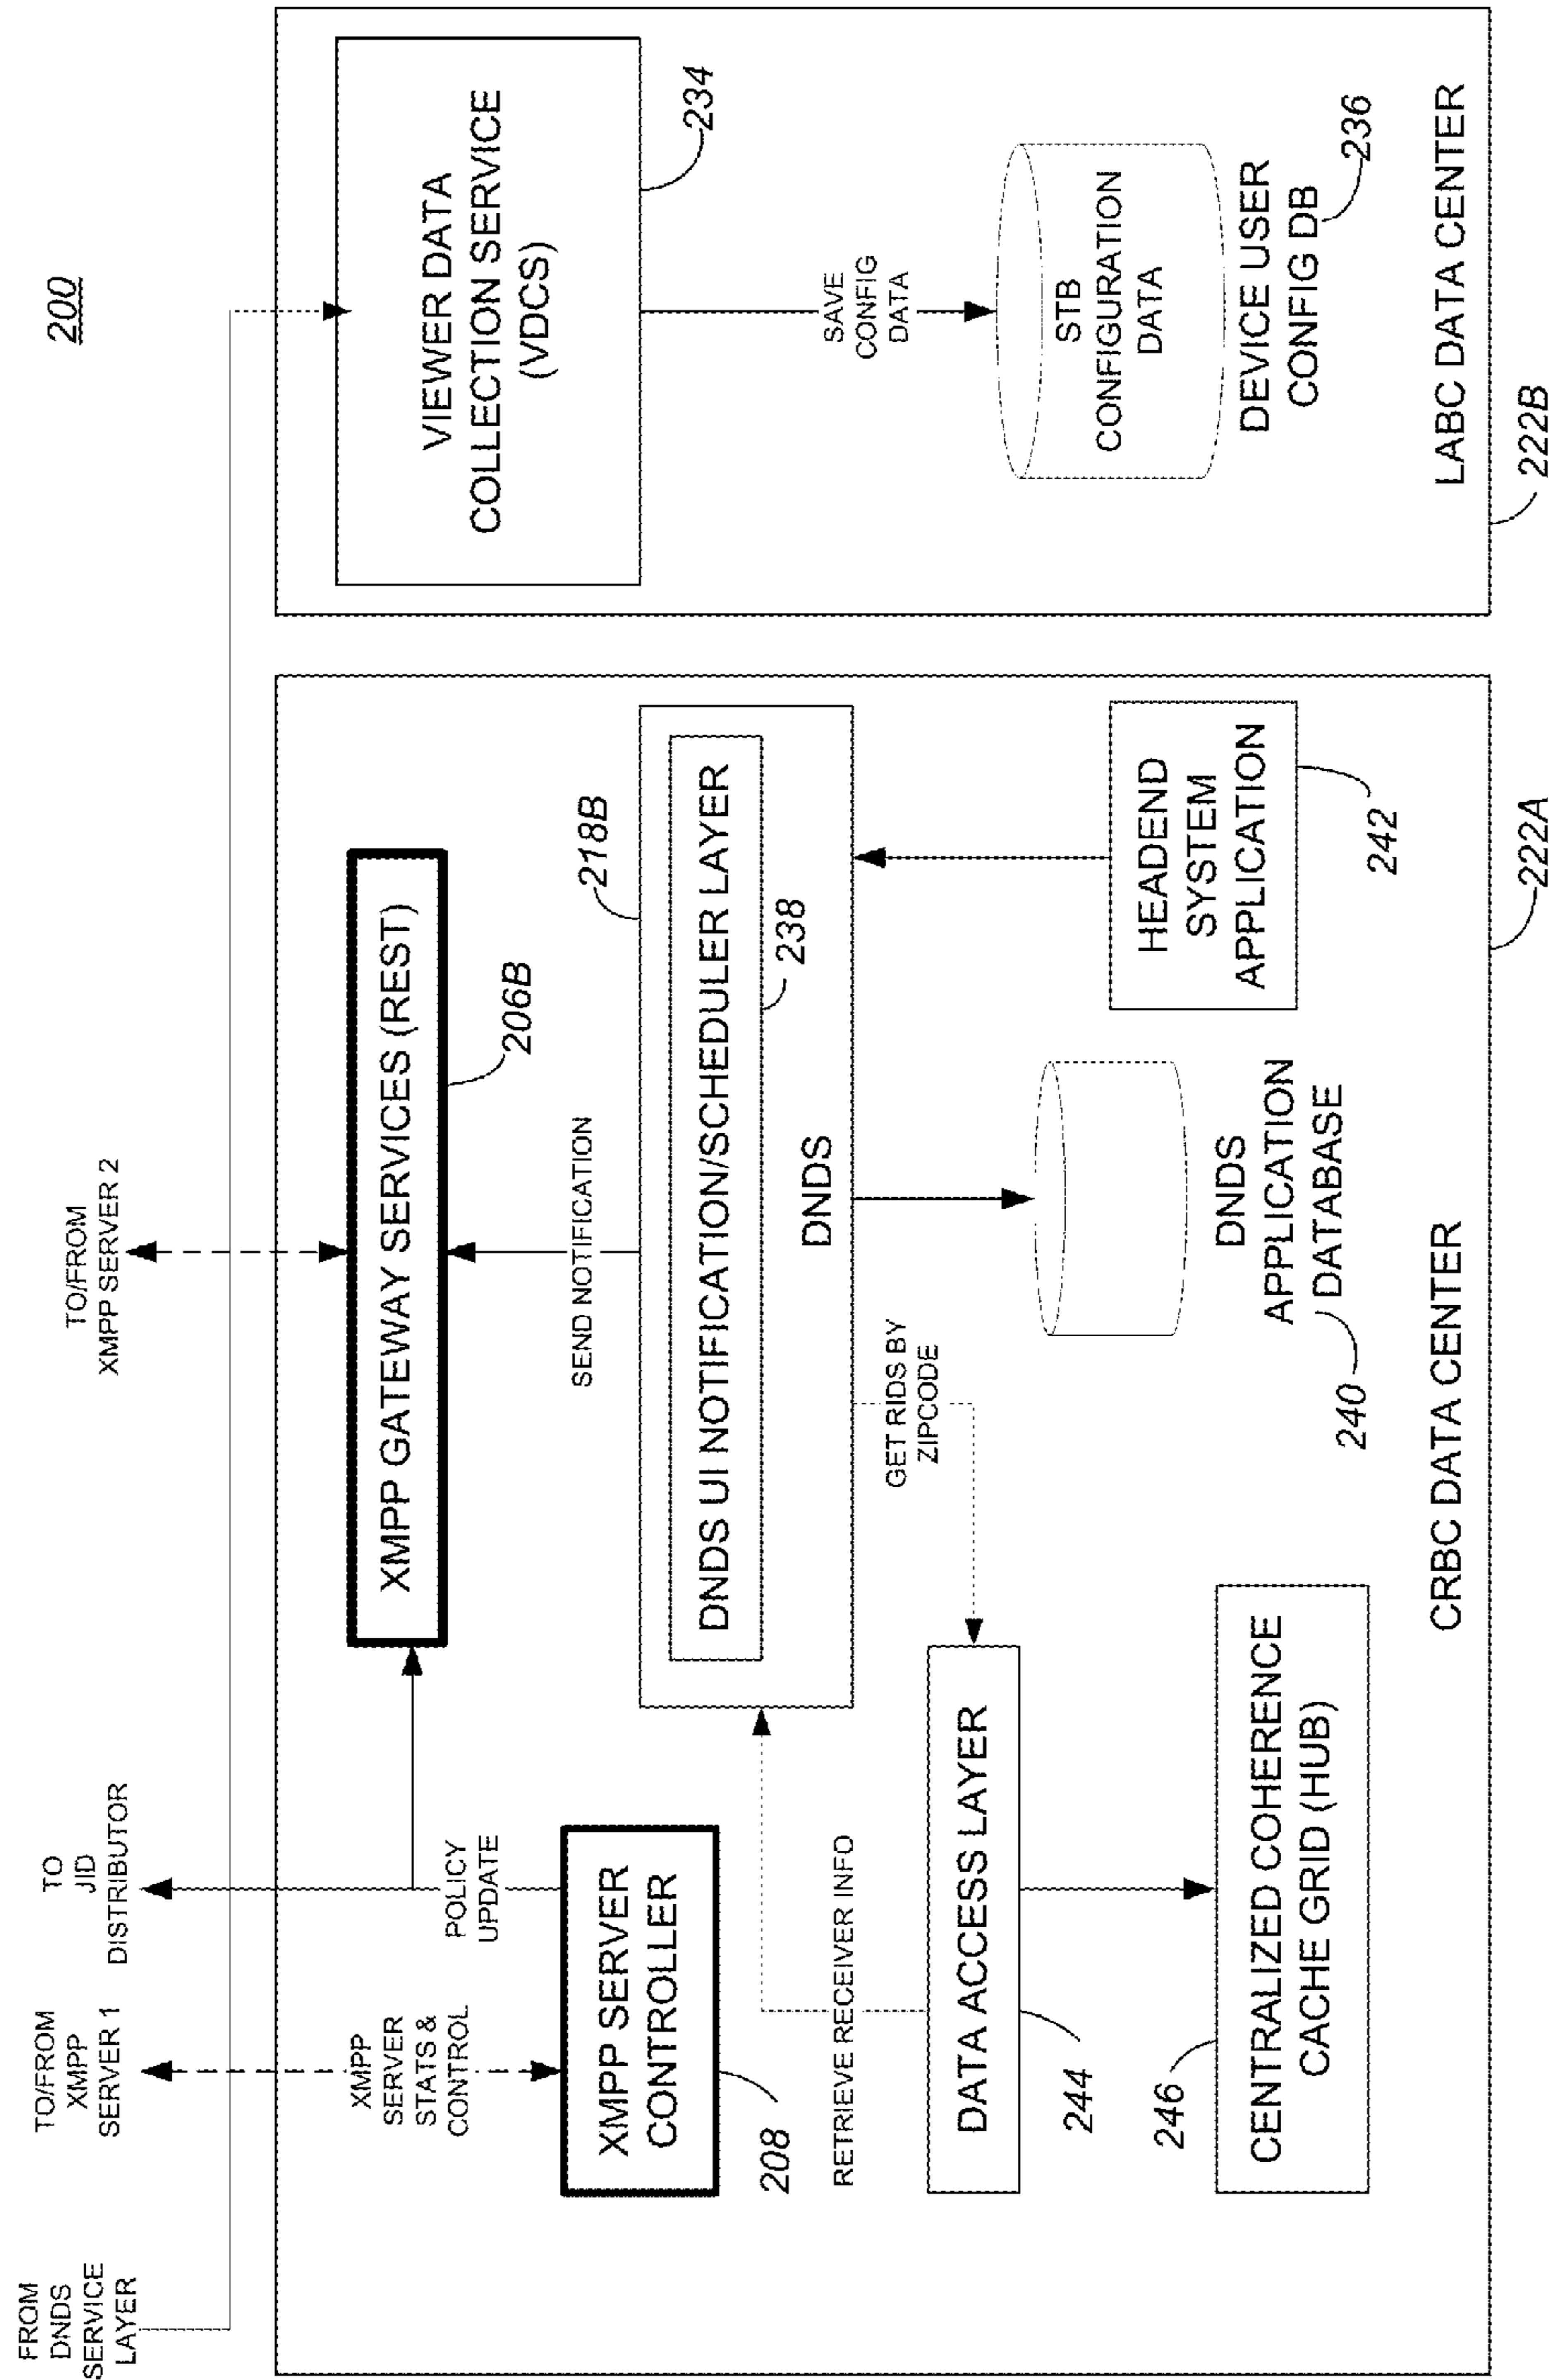 200
FROM
DNDS
SERVICE
LAYER
TO/FROM
XMPP
SERVER 1
TO
JID
DISTRIBUTOR
TO/FROM
XMPP SERVER 2
XMPP
SERVER
STATS &
CONTROL
POLICY
UPDATE
XMPP GATEWAY SERVICES (REST)
206B
XMPP SERVER
CONTROLLER
208
SEND NOTIFICATION
218B
DNDS UI NOTIFICATION/SCHEDULER LAYER
238
DNDS
RETRIEVE RECEIVER INFO
GET RIDS BY
ZIPCODE
DATA ACCESS LAYER
244
DNDS
APPLICATION
DATABASE
240
HEADEND
SYSTEM
APPLICATION
242
246
CENTRALIZED COHERENCE
CACHE GRID (HUB)
CRBC DATA CENTER
222A
VIEWER DATA
COLLECTION SERVICE
(VDCS)
234
SAVE
CONFIG
DATA
STB
CONFIGURATION
DATA
DEVICE USER
CONFIG DB
236
LABC DATA CENTER
222B